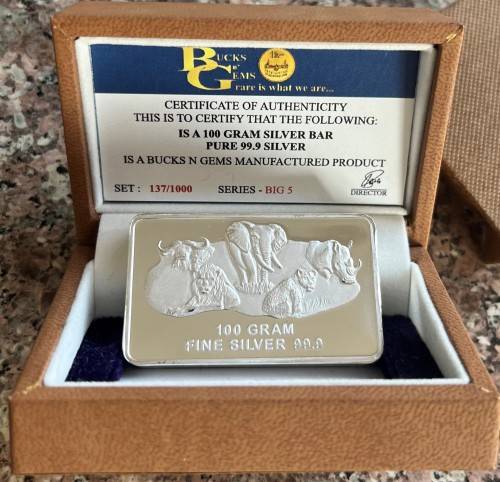 BUCKS
N'
GEMS
rare is what we are...
CERTIFICATE OF AUTHENTICITY
THIS IS TO CERTIFY THAT THE FOLLOWING:
IS A 100 GRAM SILVER BAR
PURE 99.9 SILVER
IS A BUCKS N GEMS MANUFACTURED PRODUCT
SET : 137/1000 SERIES - BIG 5
DIRECTOR
100 GRAM
FINE SILVER 99.9